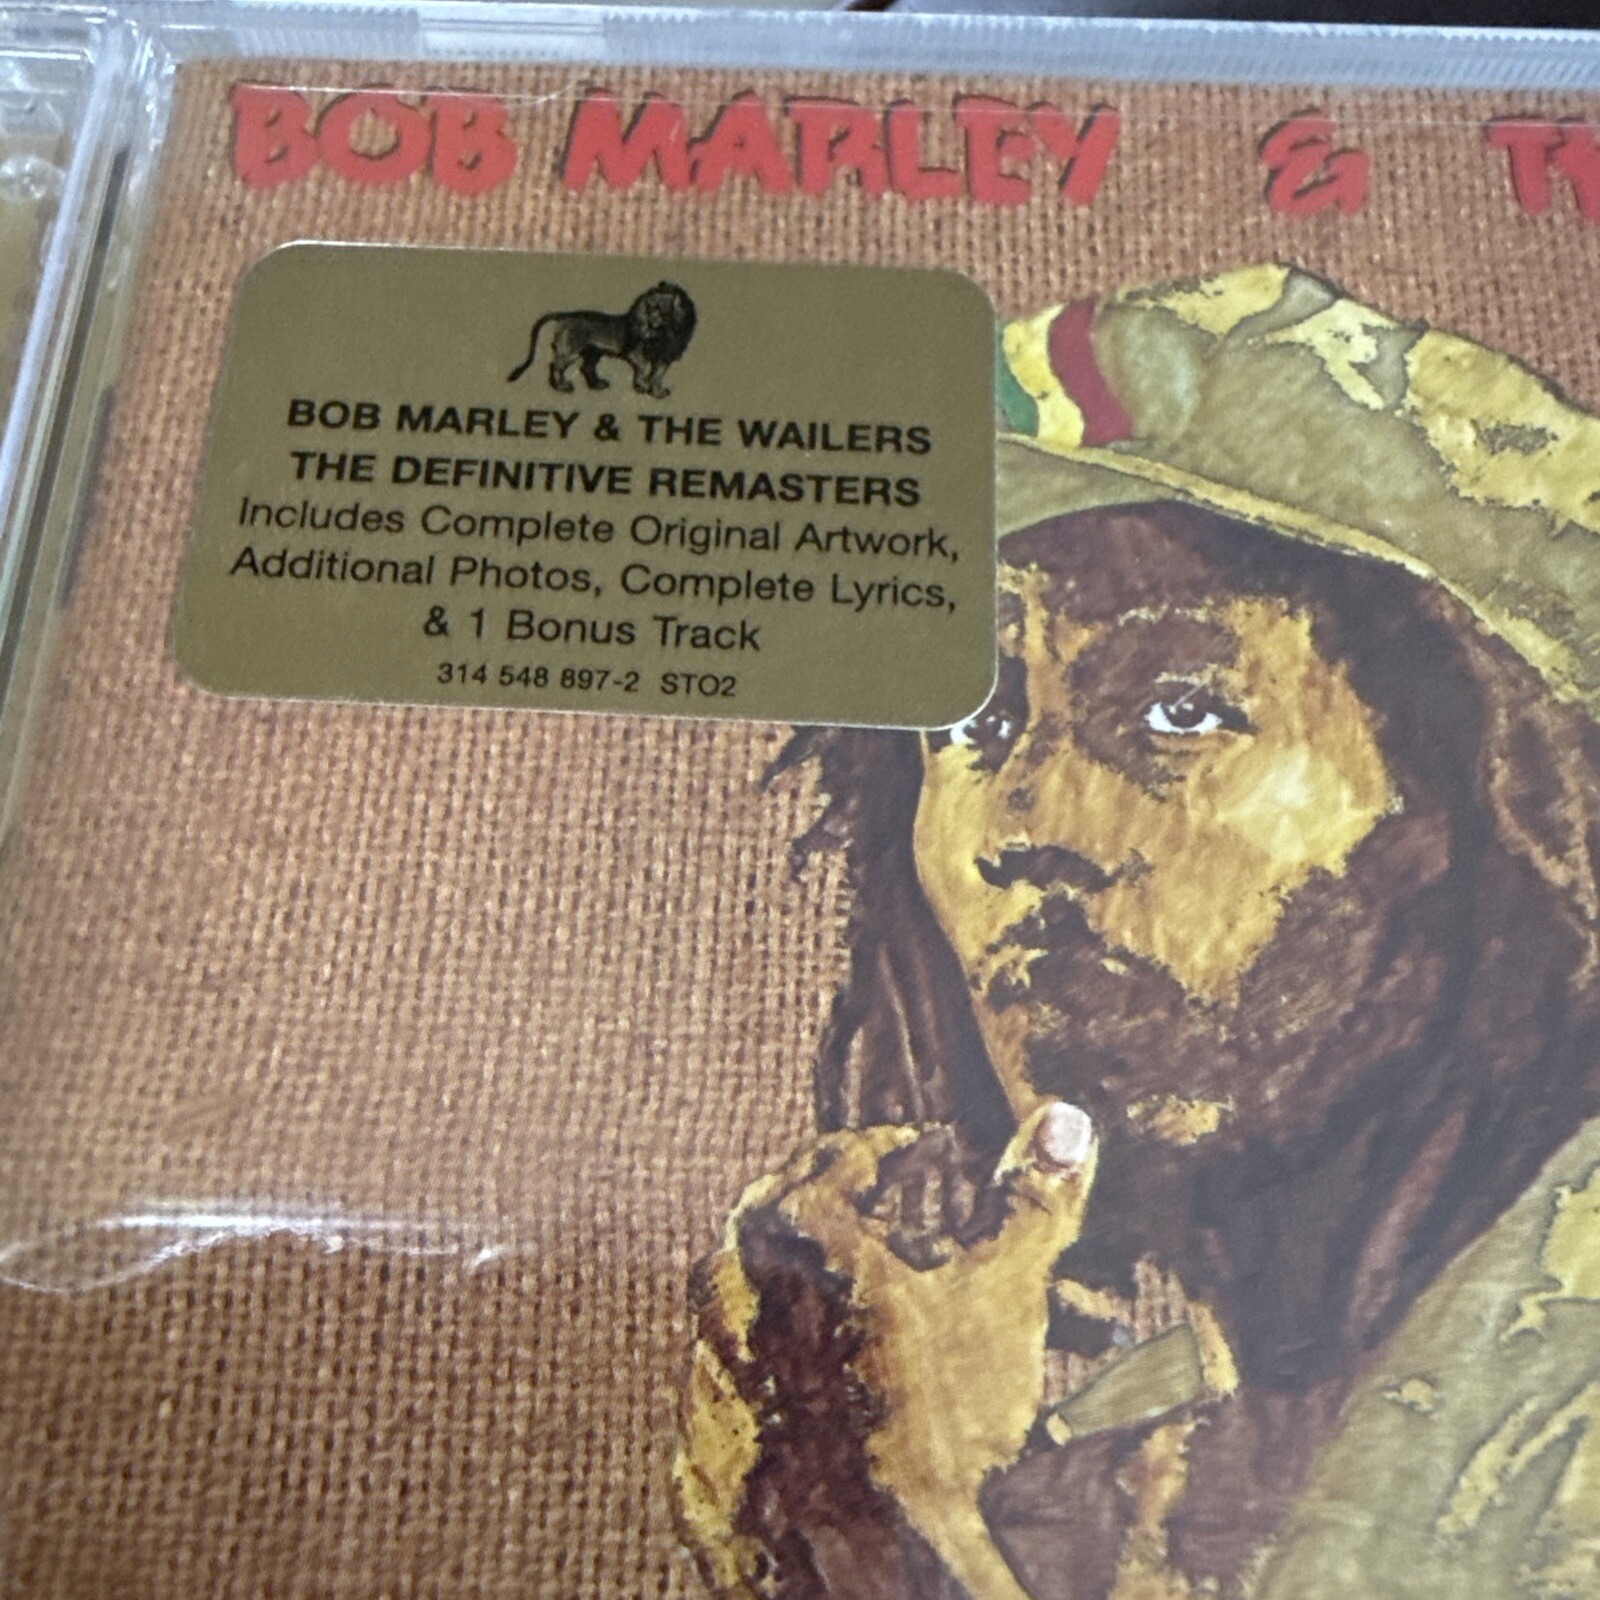 BOB MARLEY & T
BOB MARLEY & THE WAILERS
THE DEFINITIVE REMASTERS
Includes Complete Original Artwork,
Additional Photos, Complete Lyrics,
& 1 Bonus Track
314 548 897-2 STO2